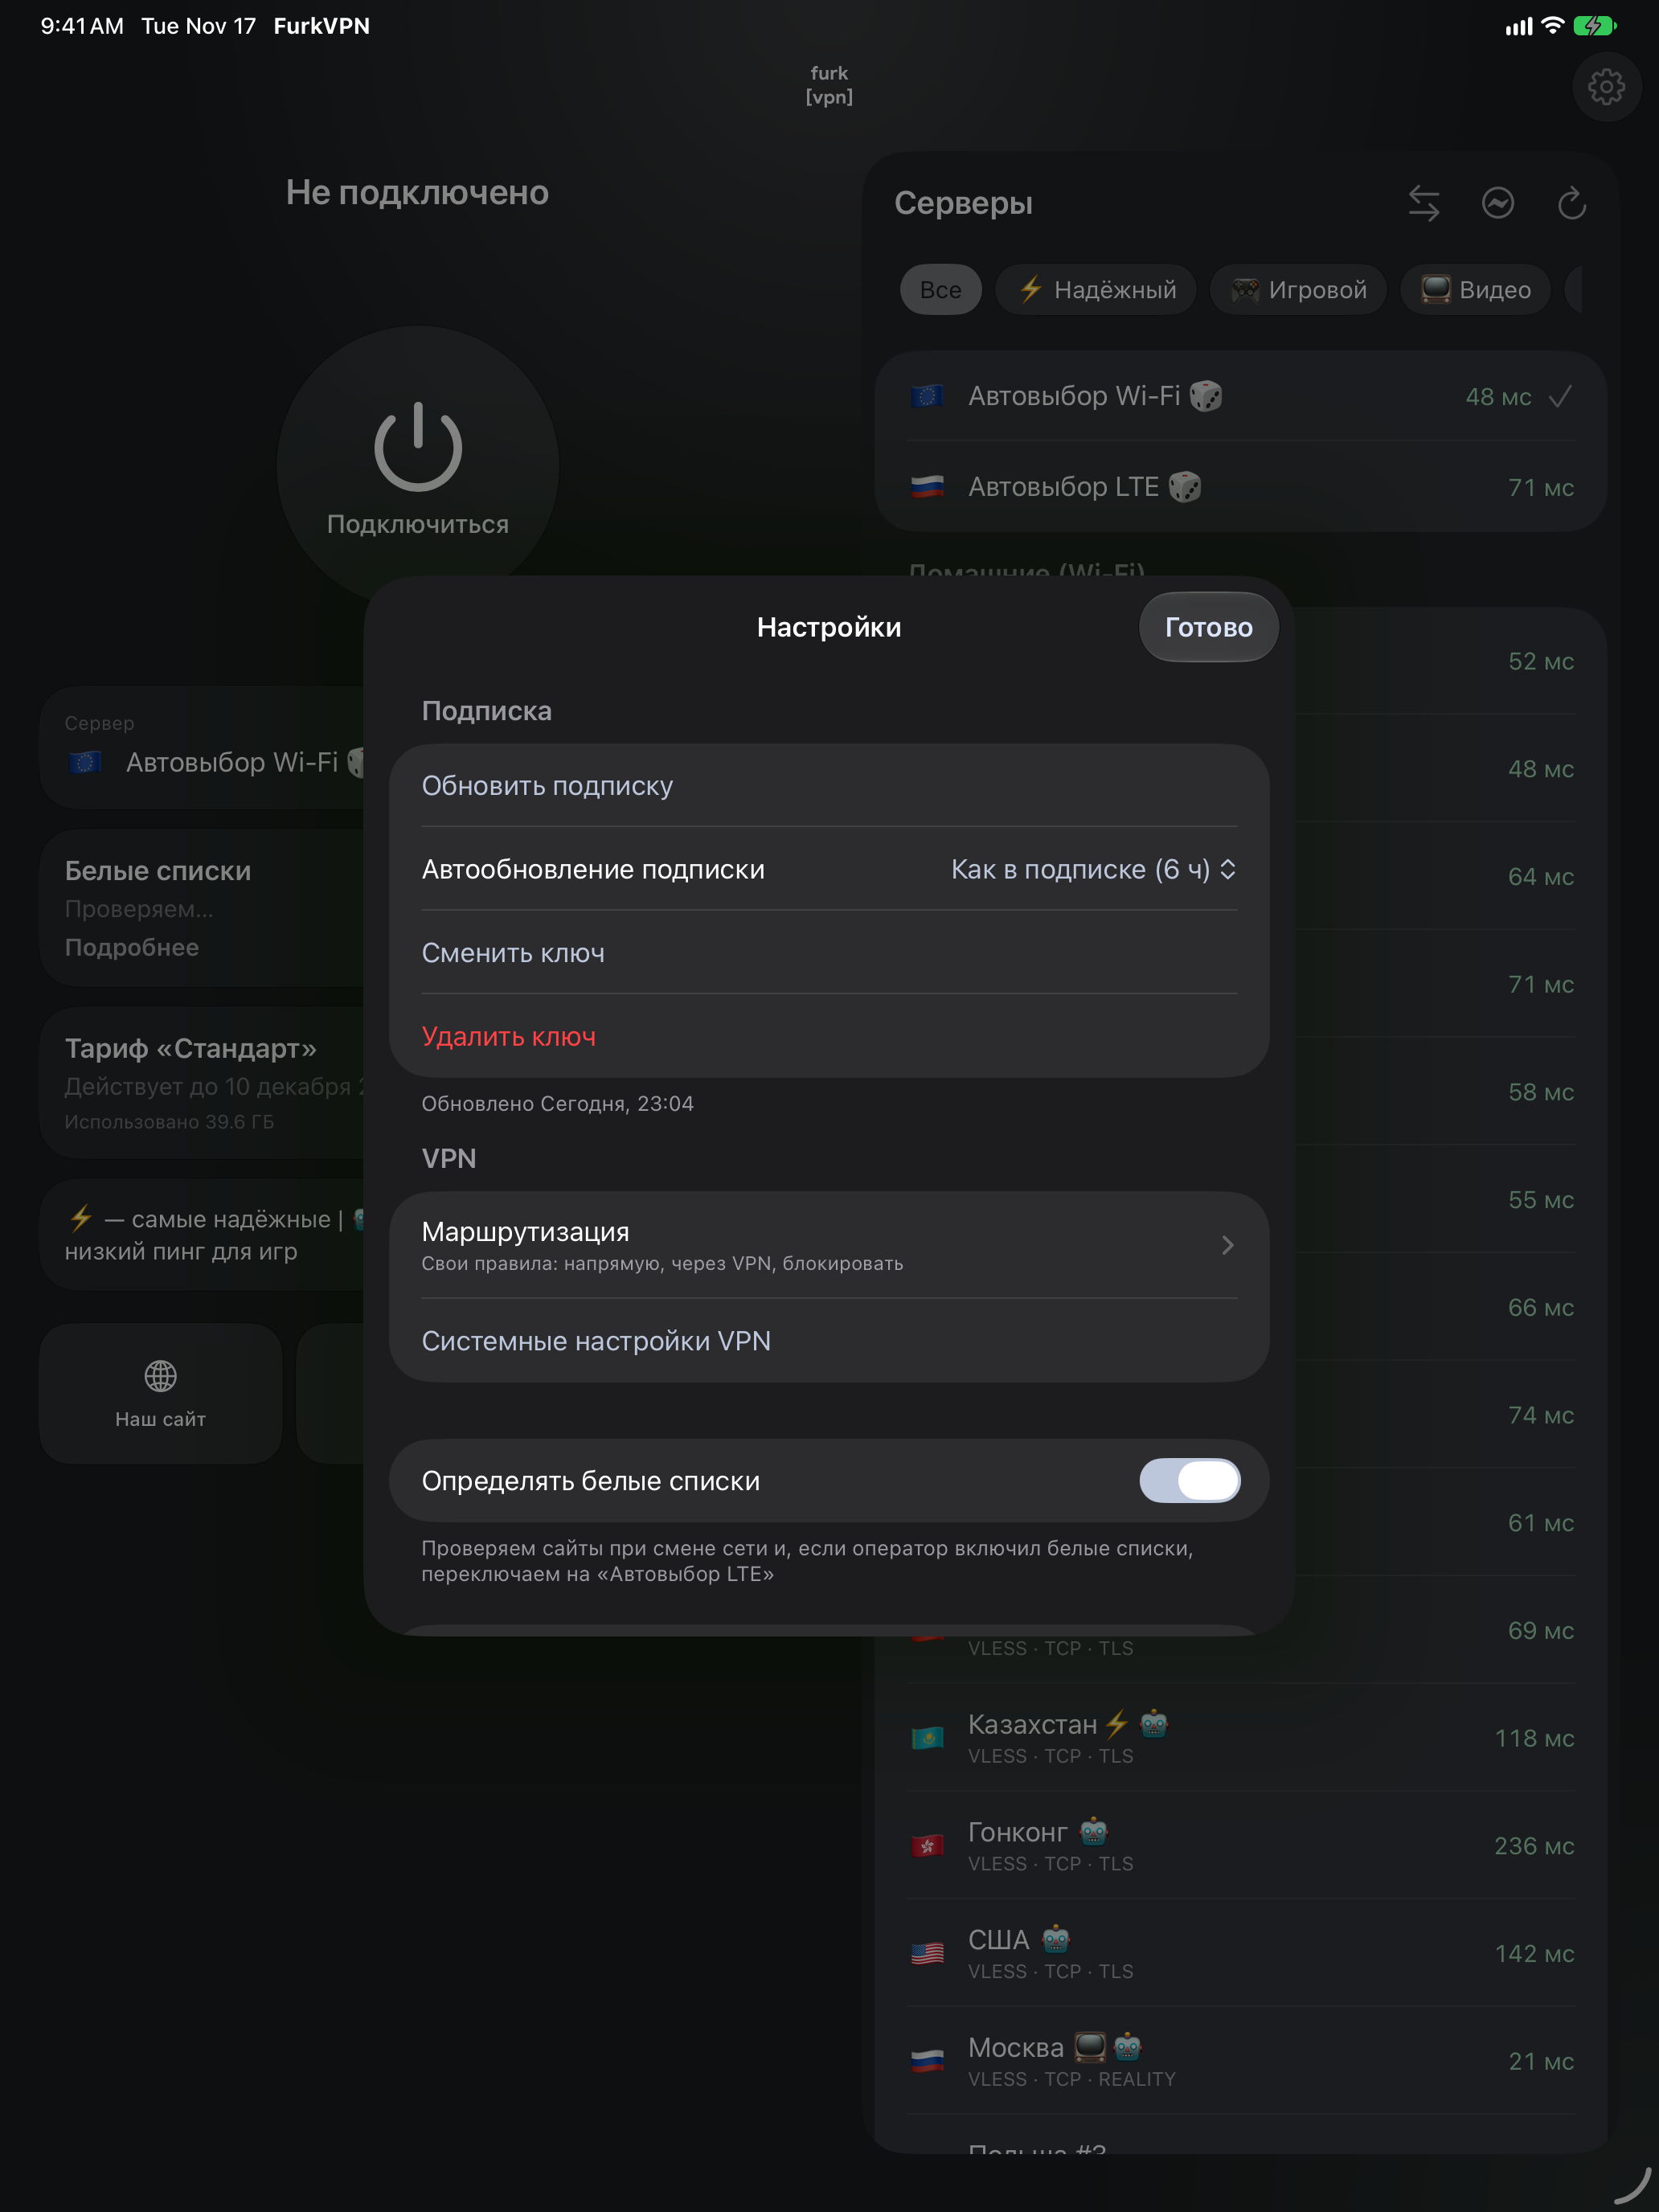 9:41 AM Tue Nov 17 FurkVPN
furk
[vpn]
Не подключено
Подключиться
Сервер
Автовыбор Wi-Fi
Белые списки
Проверяем...
Подробнее
Тариф «Стандарт»
Действует до 10 декабря
Использовано 39.6 ГБ
— самые надёжные |
низкий пинг для игр
Наш сайт
Серверы
Все
Надёжный
Игровой
Видео
Автовыбор Wi-Fi
48 мс
Автовыбор LTE
71 мс
Домашние (Wi-Fi)
52 мс
48 мс
64 мс
71 мс
58 мс
55 мс
66 мс
74 мс
61 мс
69 мс
VLESS · TCP · TLS
Казахстан
VLESS · TCP · TLS
118 мс
Гонконг
VLESS · TCP · TLS
236 мс
США
VLESS · TCP · TLS
142 мс
Москва
VLESS · TCP · REALITY
21 мс
Польша #3
Настройки
Готово
Подписка
Обновить подписку
Автообновление подписки
Как в подписке (6 ч)
Сменить ключ
Удалить ключ
Обновлено Сегодня, 23:04
VPN
Маршрутизация
Свои правила: напрямую, через VPN, блокировать
Системные настройки VPN
Определять белые списки
Проверяем сайты при смене сети и, если оператор включил белые списки,
переключаем на «Автовыбор LTE»